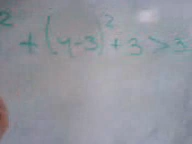 ² + (y-3)² + 3 > 3